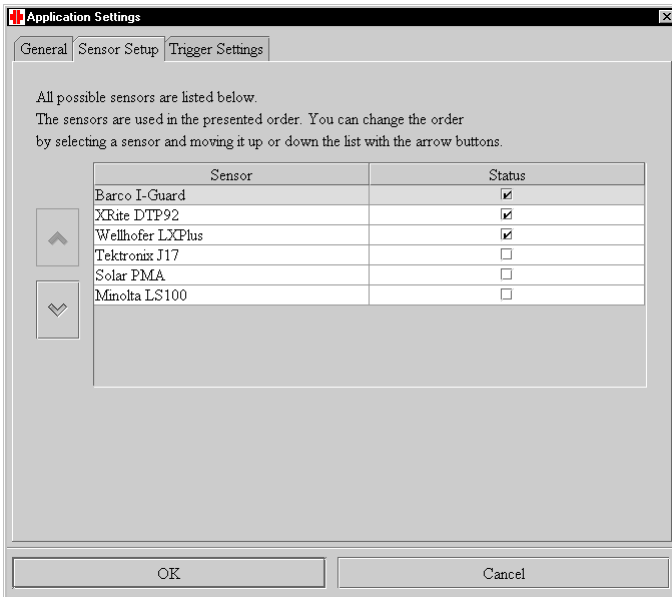 Application Settings
General Sensor Setup Trigger Settings
All possible sensors are listed below.
The sensors are used in the presented order. You can change the order
by selecting a sensor and moving it up or down the list with the arrow buttons.
Sensor Status
Barco I-Guard
XRite DTP92
Wellhofer LXPlus
Tektronix J17
Solar PMA
Minolta LS100
OK Cancel